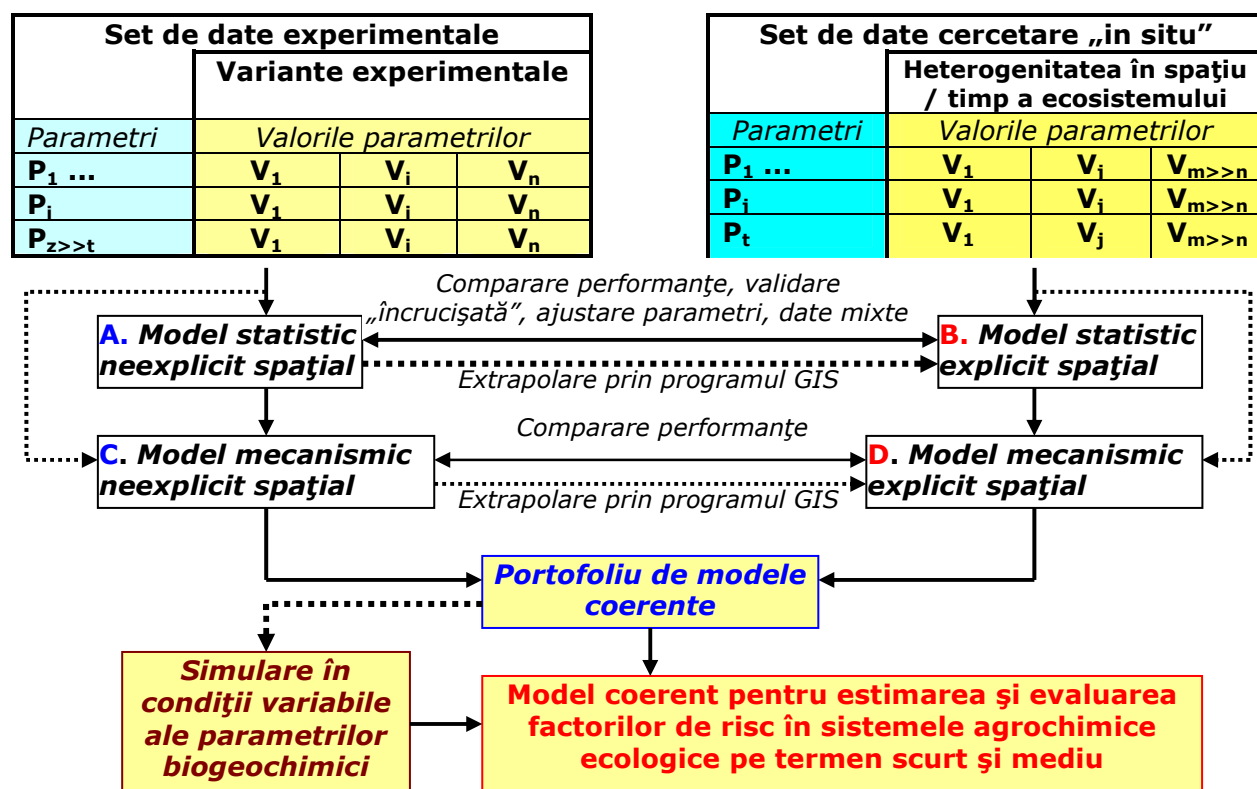 Set de date experimentale
Variante experimentale
Parametri Valorile parametrilor
P₁ ... V₁ Vᵢ Vₙ
Pᵢ V₁ Vᵢ Vₙ
P_z>>t V₁ Vᵢ Vₙ
Set de date cercetare „in situ”
Heterogenitatea în spaţiu
/ timp a ecosistemului
Parametri Valorile parametrilor
P₁ ... V₁ Vⱼ V_m>>n
Pⱼ V₁ Vⱼ V_m>>n
Pₜ V₁ Vⱼ V_m>>n
Comparare performanţe, validare
„încrucişată”, ajustare parametri, date mixte
A. Model statistic
neexplicit spaţial
B. Model statistic
explicit spaţial
Extrapolare prin programul GIS
Comparare performanţe
C. Model mecanismic
neexplicit spaţial
D. Model mecanismic
explicit spaţial
Extrapolare prin programul GIS
Portofoliu de modele
coerente
Simulare în
condiţii variabile
ale parametrilor
biogeochimici
Model coerent pentru estimarea şi evaluarea
factorilor de risc în sistemele agrochimice
ecologice pe termen scurt şi mediu